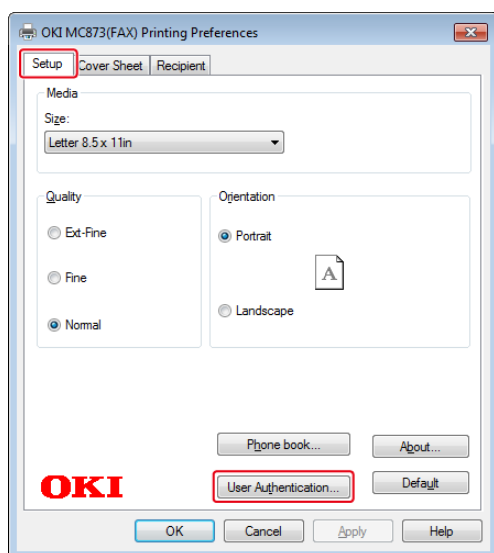 OKI MC873(FAX) Printing Preferences
Setup Cover Sheet Recipient
Media
Size:
Letter 8.5 x 11in
Quality
Ext-Fine
Fine
Normal
Orientation
Portrait
A
Landscape
Phone book... About...
OKI User Authentication... Default
OK Cancel Apply Help